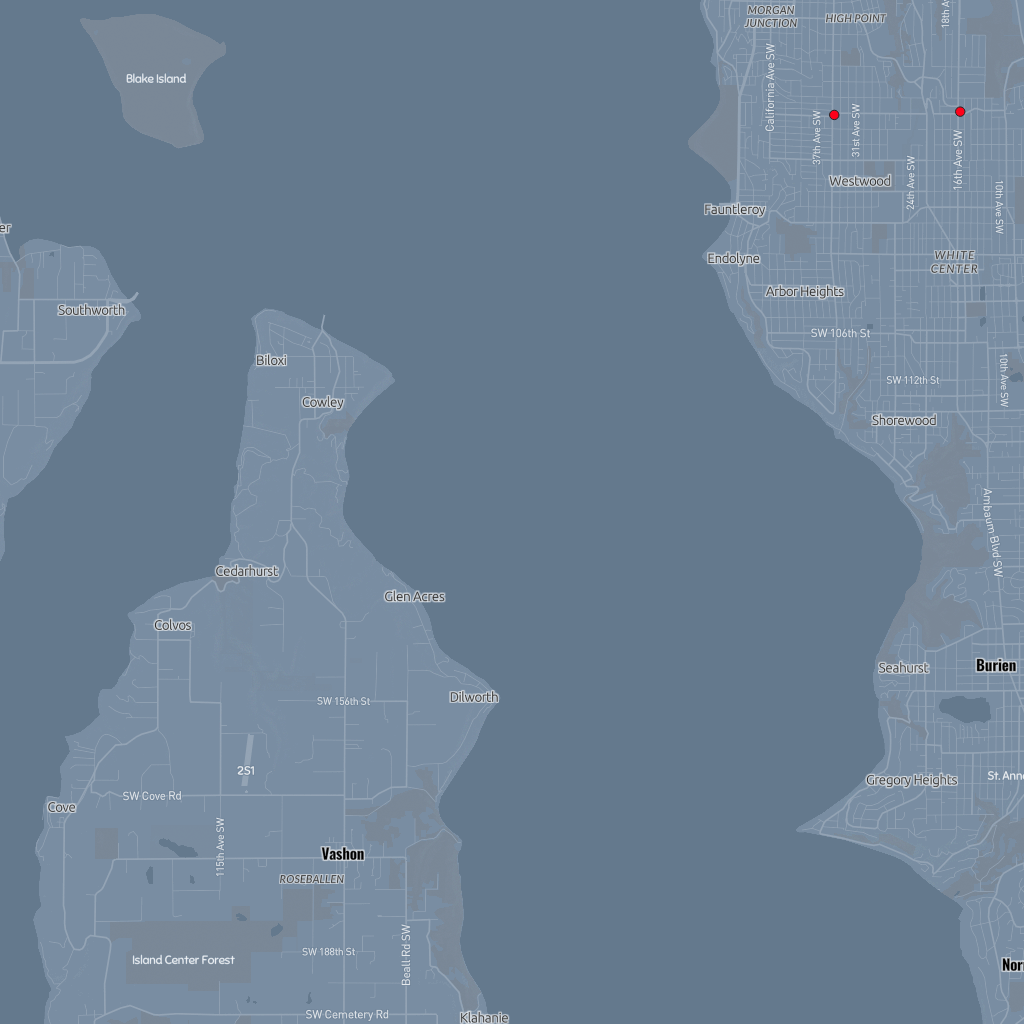 MORGAN
JUNCTION
HIGH POINT
18th A
Blake Island
California Ave SW
37th Ave SW
31st Ave SW
16th Ave SW
Westwood
24th Ave SW
10th Ave SW
Fauntleroy
er
Endolyne
WHITE
CENTER
Arbor Heights
Southworth
SW 106th St
Biloxi
SW 112th St
10th Ave SW
Cowley
Shorewood
Ambaum Blvd SW
Cedarhurst
Glen Acres
Colvos
Seahurst
Burien
Dilworth
SW 156th St
2S1
St. Anne
Gregory Heights
SW Cove Rd
Cove
115th Ave SW
Vashon
ROSEBALLEN
Beall Rd SW
SW 188th St
Island Center Forest
Nor
SW Cemetery Rd
Klahanie